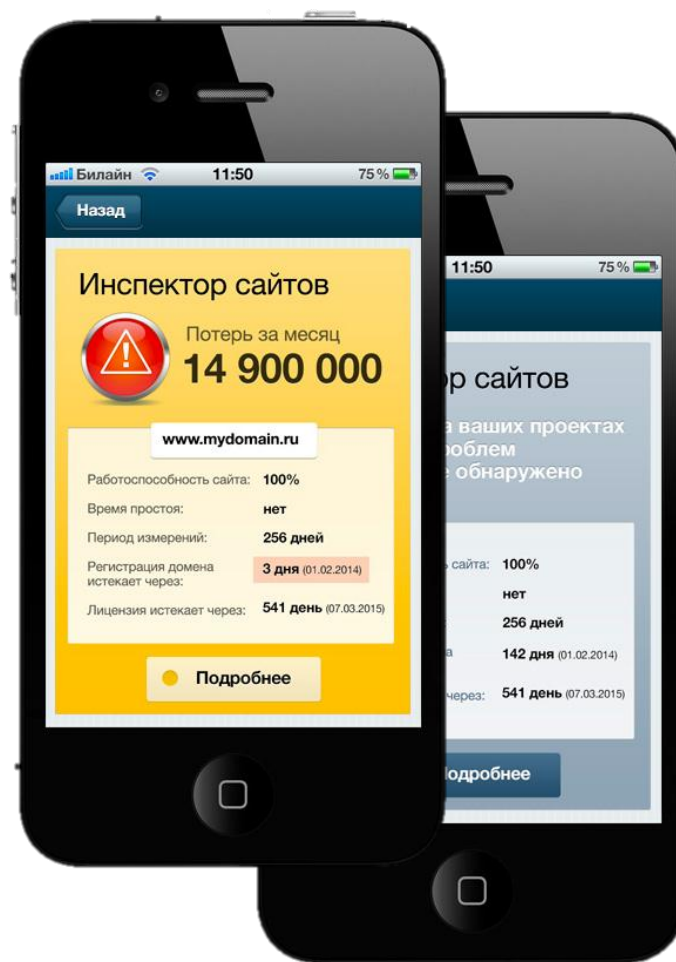 Билайн 11:50 75 %
Назад
Инспектор сайтов
Потерь за месяц
14 900 000
www.mydomain.ru
Работоспособность сайта: 100%
Время простоя: нет
Период измерений: 256 дней
Регистрация домена
истекает через: 3 дня (01.02.2014)
Лицензия истекает через: 541 день (07.03.2015)
Подробнее
11:50 75 %
ор сайтов
а ваших проектах
роблем
обнаружено
сайта: 100%
нет
256 дней
а 142 дня (01.02.2014)
через: 541 день (07.03.2015)
одробнее